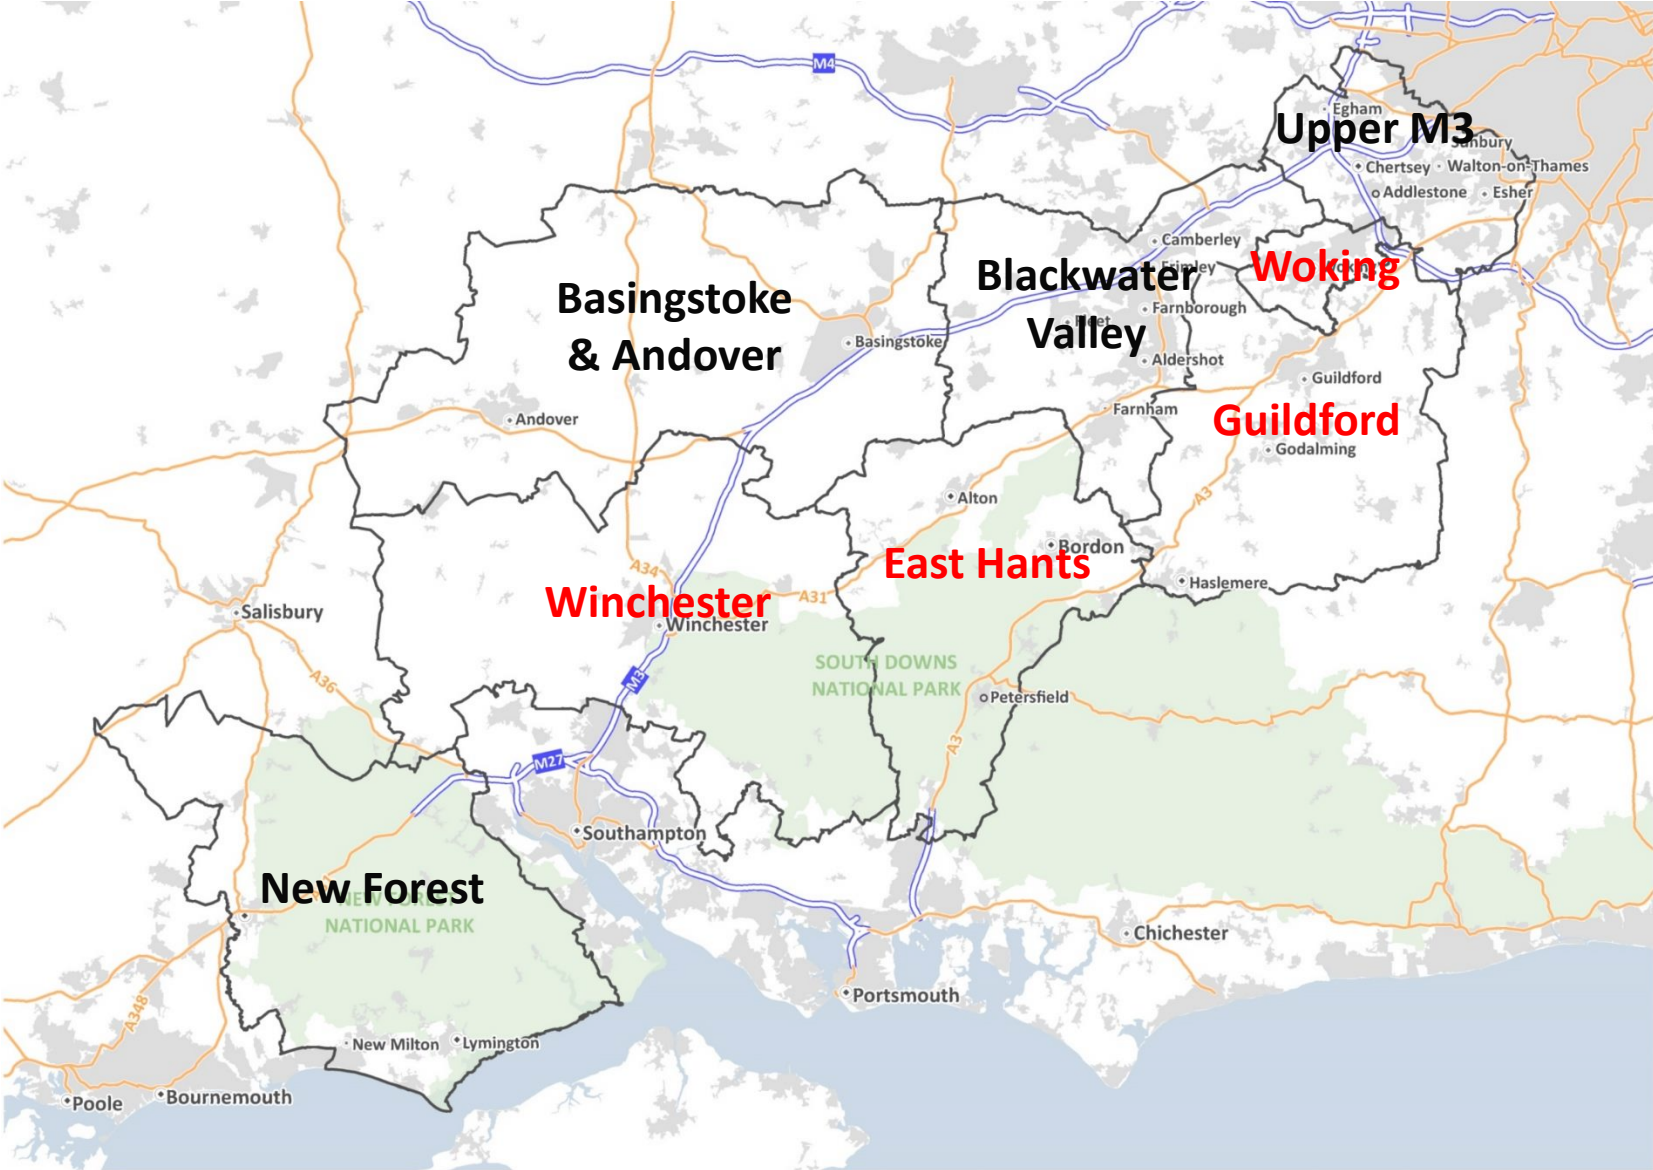 M4
Egham
Upper M3
Sunbury
Chertsey
Walton-on-Thames
Addlestone
Esher
Camberley
Woking
Blackwater
Valley
Frimley
Farnborough
Fleet
Aldershot
Basingstoke
& Andover
Basingstoke
Guildford
Farnham
Guildford
Andover
Godalming
A3
Alton
Bordon
East Hants
A34
Haslemere
A31
Winchester
Winchester
Salisbury
SOUTH DOWNS
NATIONAL PARK
A36
M3
Petersfield
A3
M27
Southampton
New Forest
NEW FOREST
NATIONAL PARK
Chichester
Portsmouth
A348
New Milton
Lymington
Bournemouth
Poole